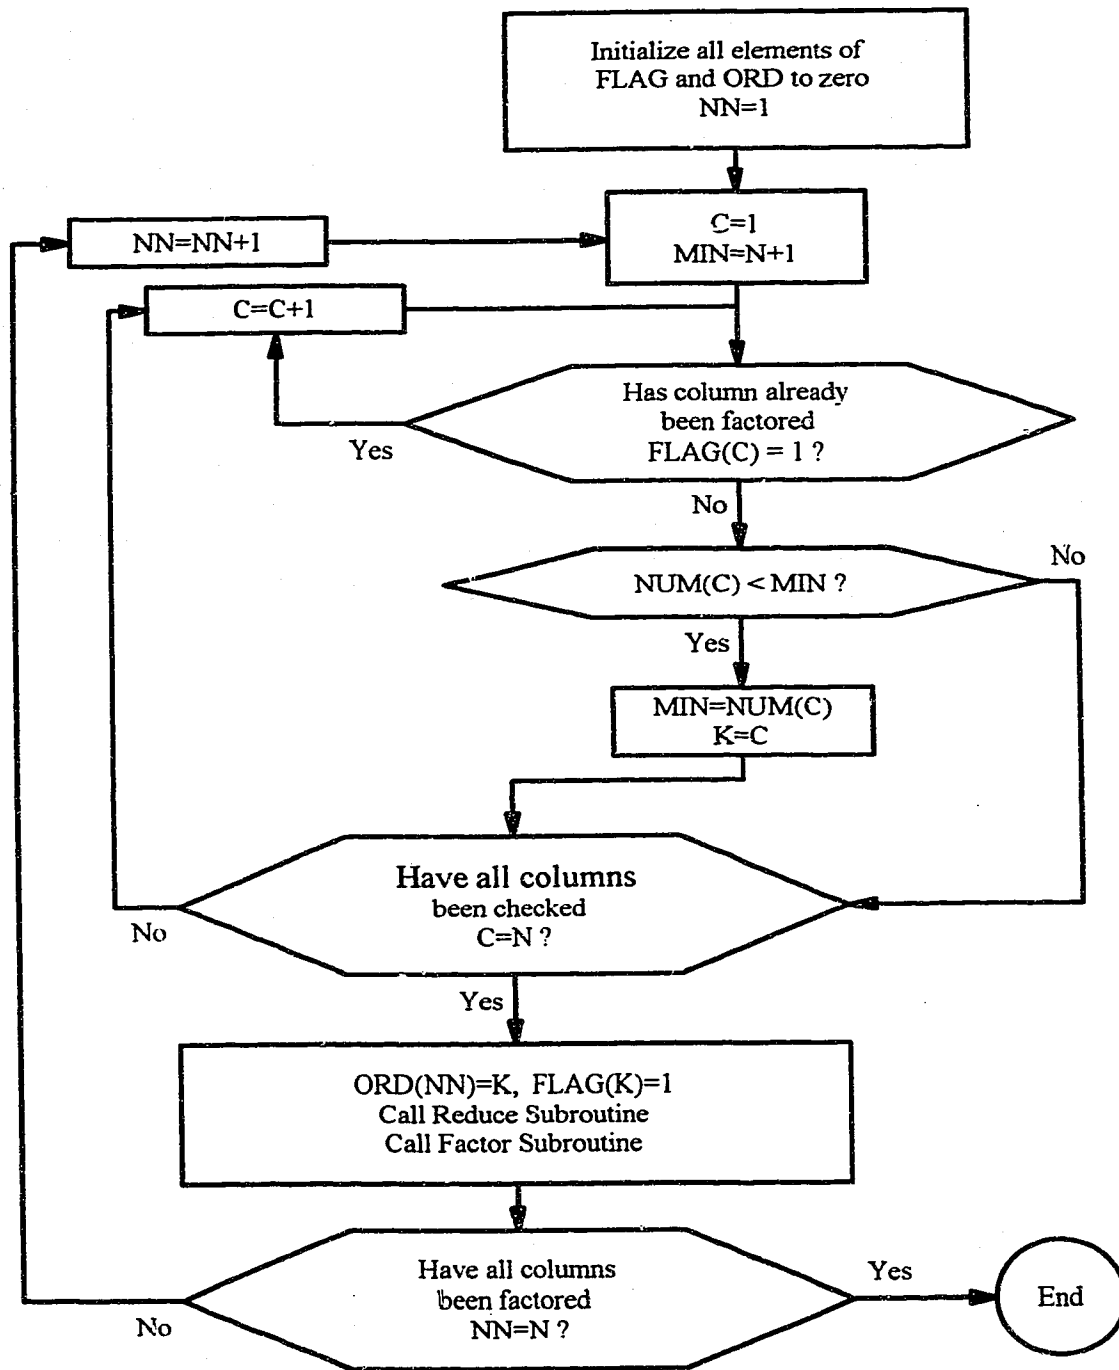 Initialize all elements of
FLAG and ORD to zero
NN=1
NN=NN+1
C=1
MIN=N+1
C=C+1
Has column already
been factored
FLAG(C) = 1 ?
Yes
No
NUM(C) < MIN ?
No
Yes
MIN=NUM(C)
K=C
Have all columns
been checked
C=N ?
No
Yes
ORD(NN)=K, FLAG(K)=1
Call Reduce Subroutine
Call Factor Subroutine
Have all columns
been factored
NN=N ?
Yes
No
End